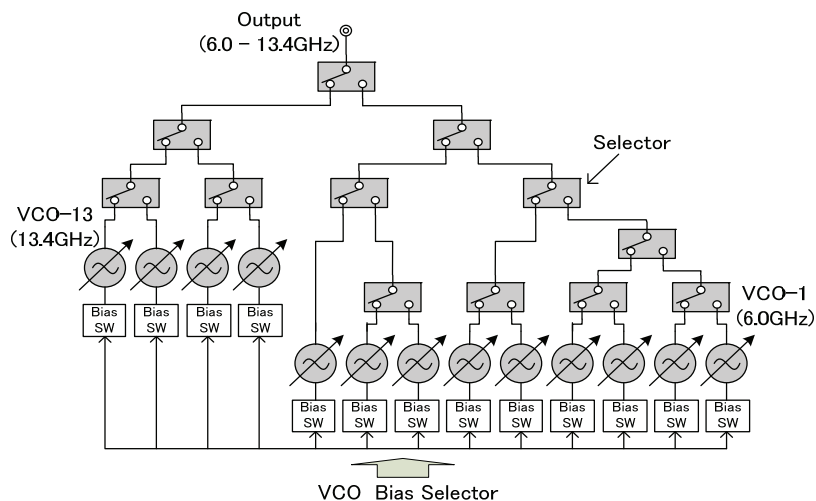 Output
(6.0 - 13.4GHz)
Selector
VCO-13
(13.4GHz)
VCO-1
(6.0GHz)
Bias
SW
Bias
SW
Bias
SW
Bias
SW
Bias
SW
Bias
SW
Bias
SW
Bias
SW
Bias
SW
Bias
SW
Bias
SW
Bias
SW
Bias
SW
VCO Bias Selector